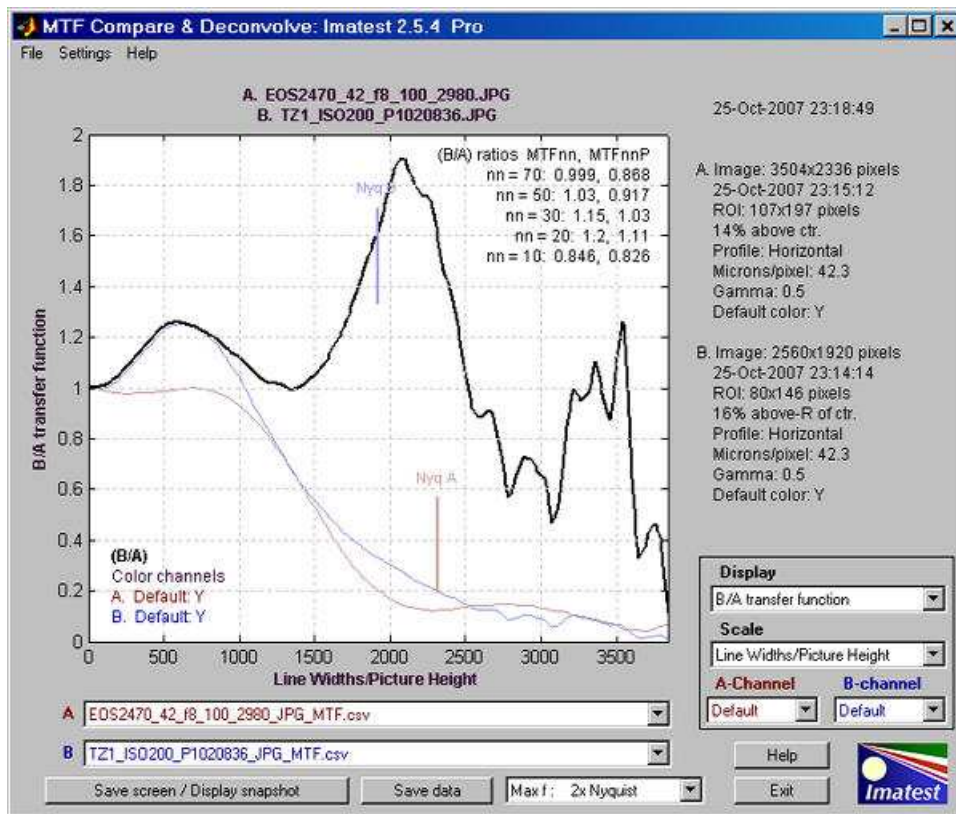 MTF Compare & Deconvolve: Imatest 2.5.4 Pro
File Settings Help
A. EOS2470_42_f8_100_2980.JPG
B. TZ1_ISO200_P1020836.JPG
25-Oct-2007 23:18:49
(B/A) ratios MTFnn, MTFnnP
nn = 70: 0.999, 0.868
nn = 50: 1.03, 0.917
nn = 30: 1.15, 1.03
nn = 20: 1.2, 1.11
nn = 10: 0.846, 0.826
2
1.8
1.6
1.4
1.2
1
0.8
0.6
0.4
0.2
0
B/A transfer function
Nyq B
Nyq A
(B/A)
Color channels
A. Default: Y
B. Default: Y
0 500 1000 1500 2000 2500 3000 3500
Line Widths/Picture Height
A. Image: 3504x2336 pixels
25-Oct-2007 23:15:12
ROI: 107x197 pixels
14% above ctr.
Profile: Horizontal
Microns/pixel: 42.3
Gamma: 0.5
Default color: Y
B. Image: 2560x1920 pixels
25-Oct-2007 23:14:14
ROI: 80x146 pixels
16% above-R of ctr.
Profile: Horizontal
Microns/pixel: 42.3
Gamma: 0.5
Default color: Y
Display
B/A transfer function
Scale
Line Widths/Picture Height
A-Channel B-channel
Default Default
A EOS2470_42_f8_100_2980_JPG_MTF.csv
B TZ1_ISO200_P1020836_JPG_MTF.csv
Save screen / Display snapshot Save data Max f : 2x Nyquist
Help
Exit
Imatest